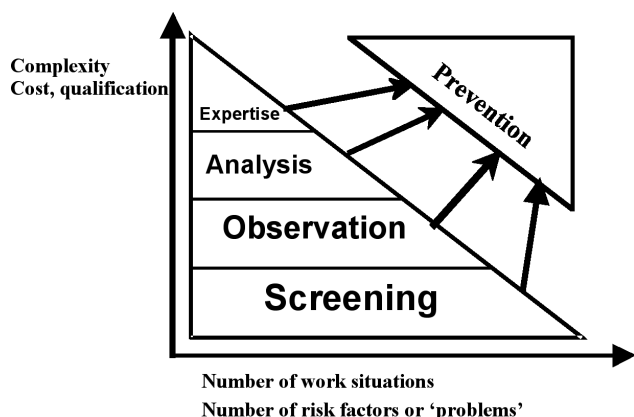 Complexity
Cost, qualification
Expertise
Prevention
Analysis
Observation
Screening
Number of work situations
Number of risk factors or ‘problems’